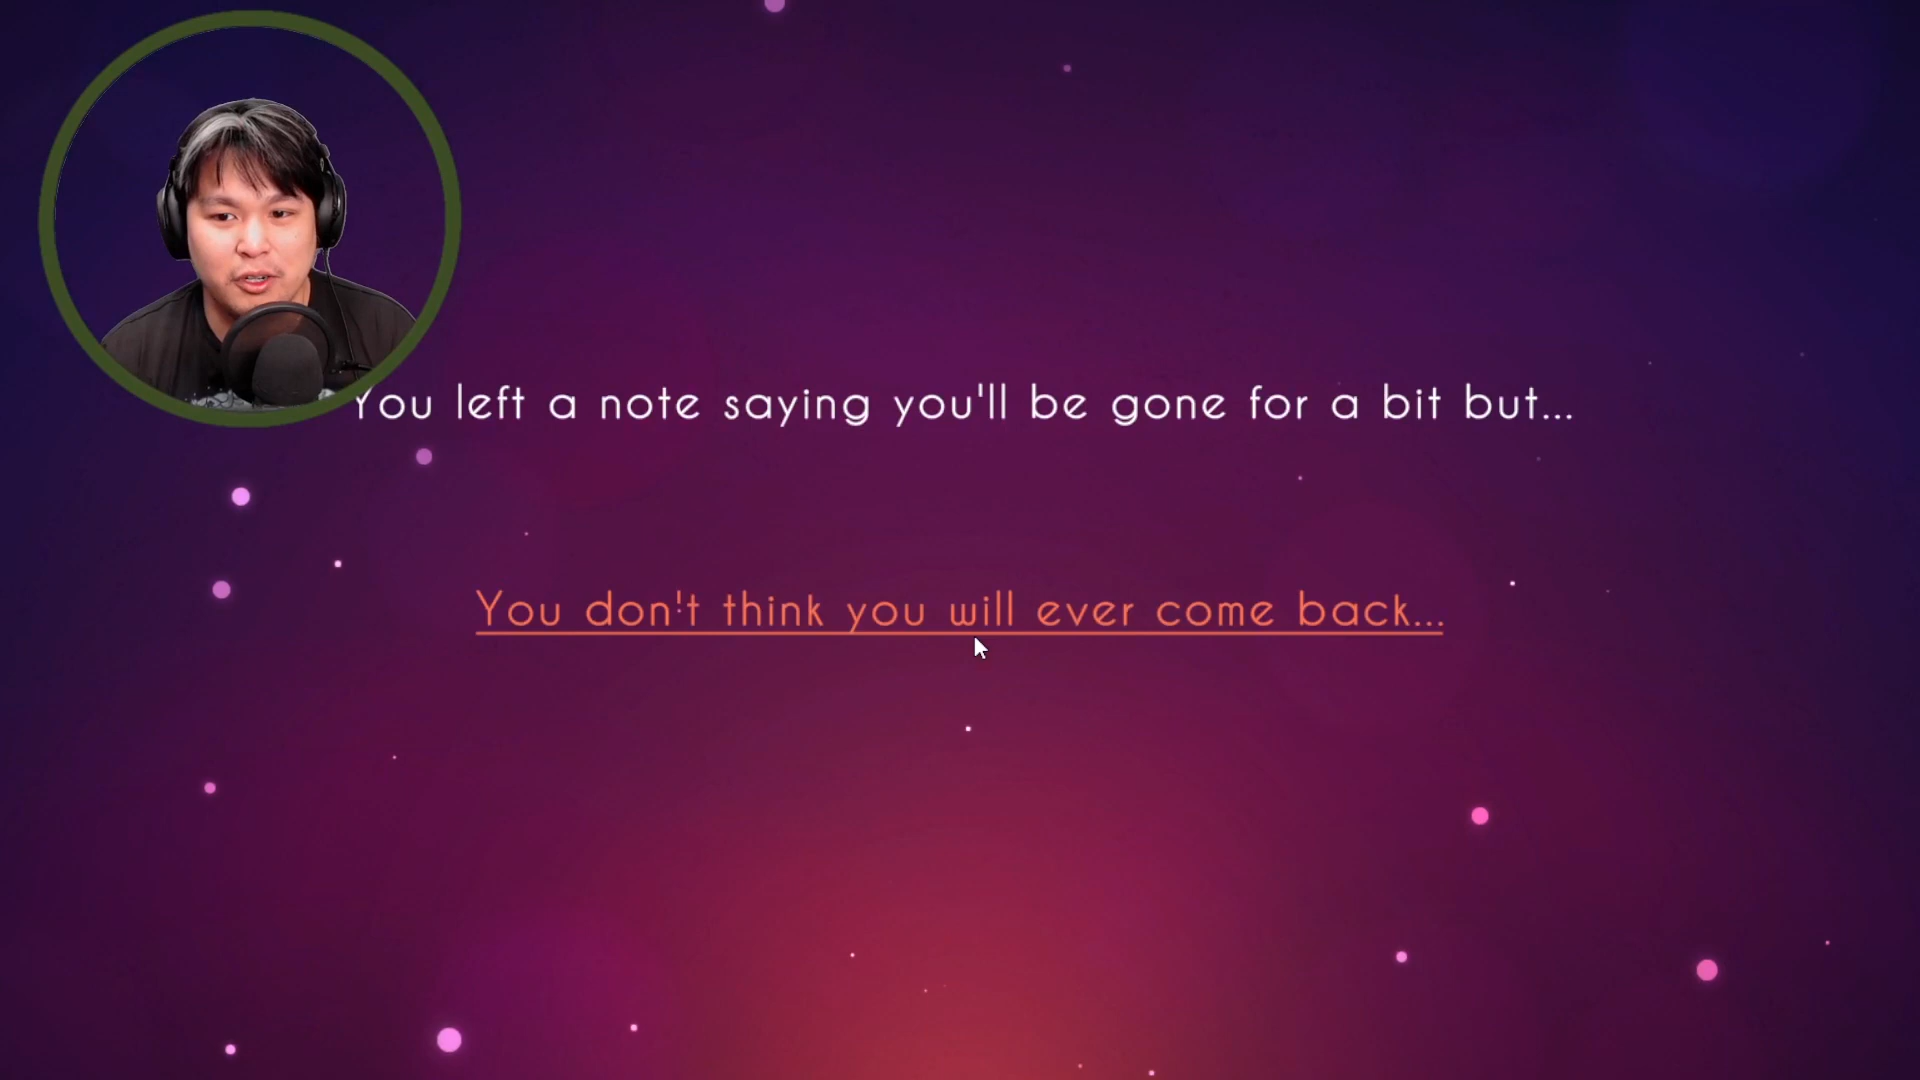 You left a note saying you'll be gone for a bit but...
You don't think you will ever come back...